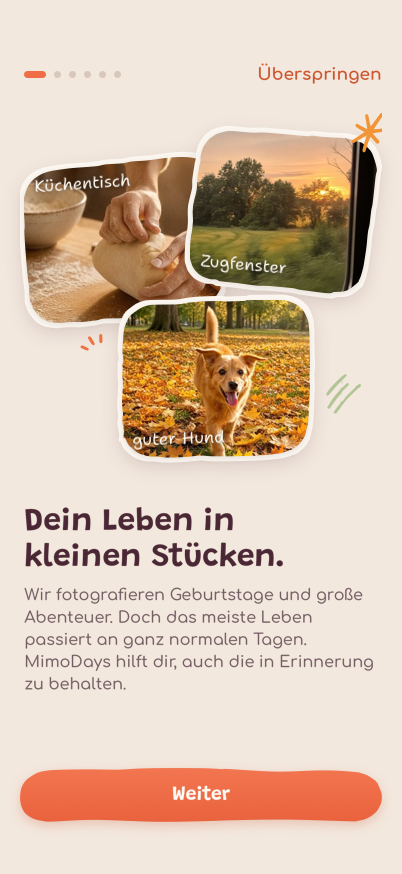 Überspringen
Küchentisch
Zugfenster
guter Hund
Dein Leben in
kleinen Stücken.
Wir fotografieren Geburtstage und große
Abenteuer. Doch das meiste Leben
passiert an ganz normalen Tagen.
MimoDays hilft dir, auch die in Erinnerung
zu behalten.
Weiter